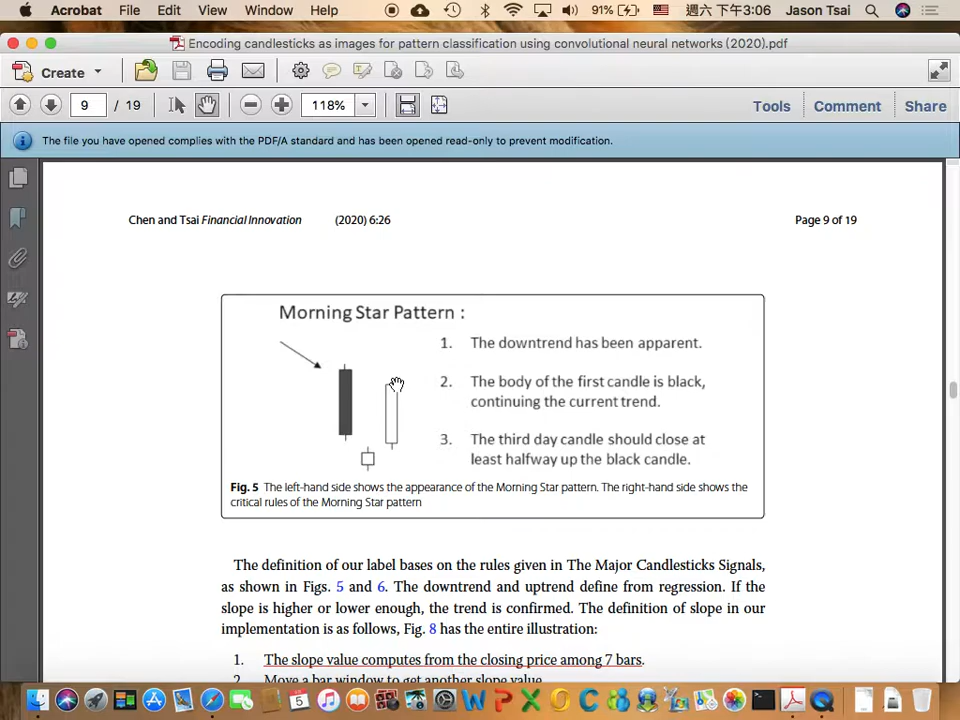 Acrobat File Edit View Window Help 91% 週六 下午3:06 Jason Tsai
Encoding candlesticks as images for pattern classification using convolutional neural networks (2020).pdf
Create
9 / 19 118% Tools Comment Share
The file you have opened complies with the PDF/A standard and has been opened read-only to prevent modification.
Chen and Tsai Financial Innovation (2020) 6:26 Page 9 of 19
Morning Star Pattern :
1. The downtrend has been apparent.
2. The body of the first candle is black,
continuing the current trend.
3. The third day candle should close at
least halfway up the black candle.
Fig. 5 The left-hand side shows the appearance of the Morning Star pattern. The right-hand side shows the
critical rules of the Morning Star pattern
The definition of our label bases on the rules given in The Major Candlesticks Signals,
as shown in Figs. 5 and 6. The downtrend and uptrend define from regression. If the
slope is higher or lower enough, the trend is confirmed. The definition of slope in our
implementation is as follows, Fig. 8 has the entire illustration:
1. The slope value computes from the closing price among 7 bars.
2. Move a bar window to get another slope value.